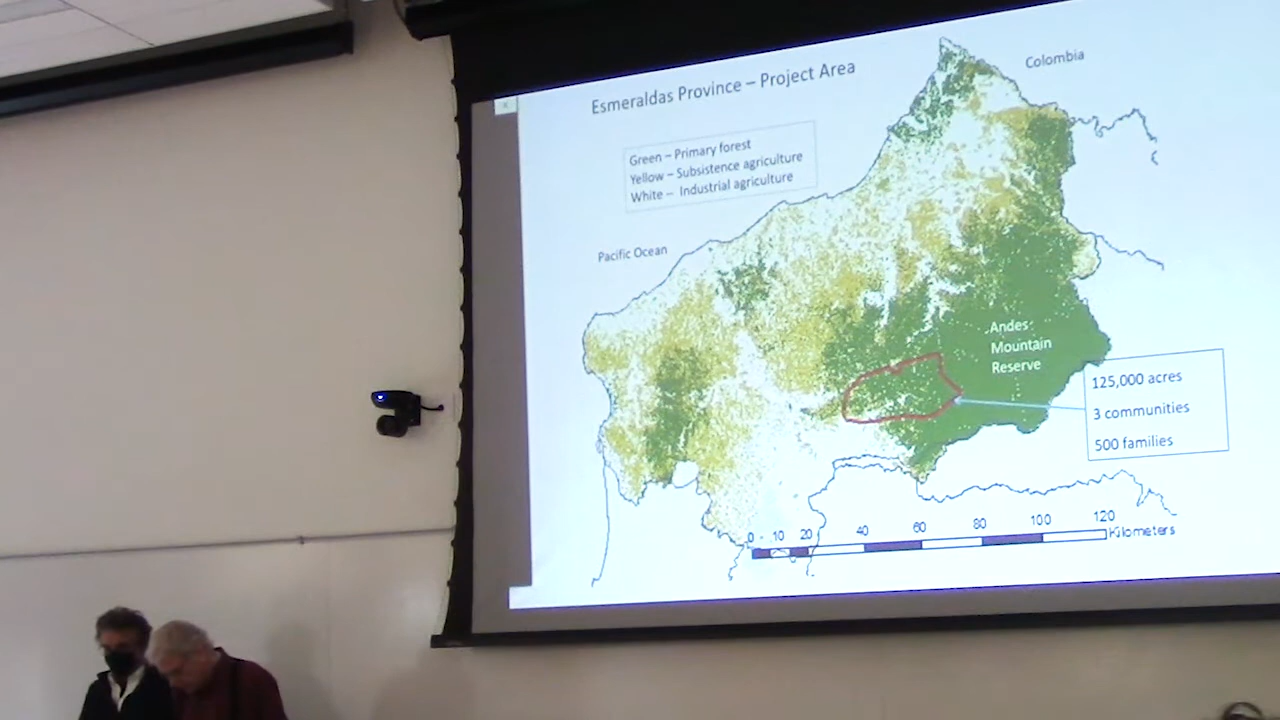 Esmeraldas Province – Project Area
Colombia
Green – Primary forest
Yellow – Subsistence agriculture
White – Industrial agriculture
Pacific Ocean
Andes
Mountain
Reserve
125,000 acres
3 communities
500 families
0 10 20 40 60 80 100 120
Kilometers